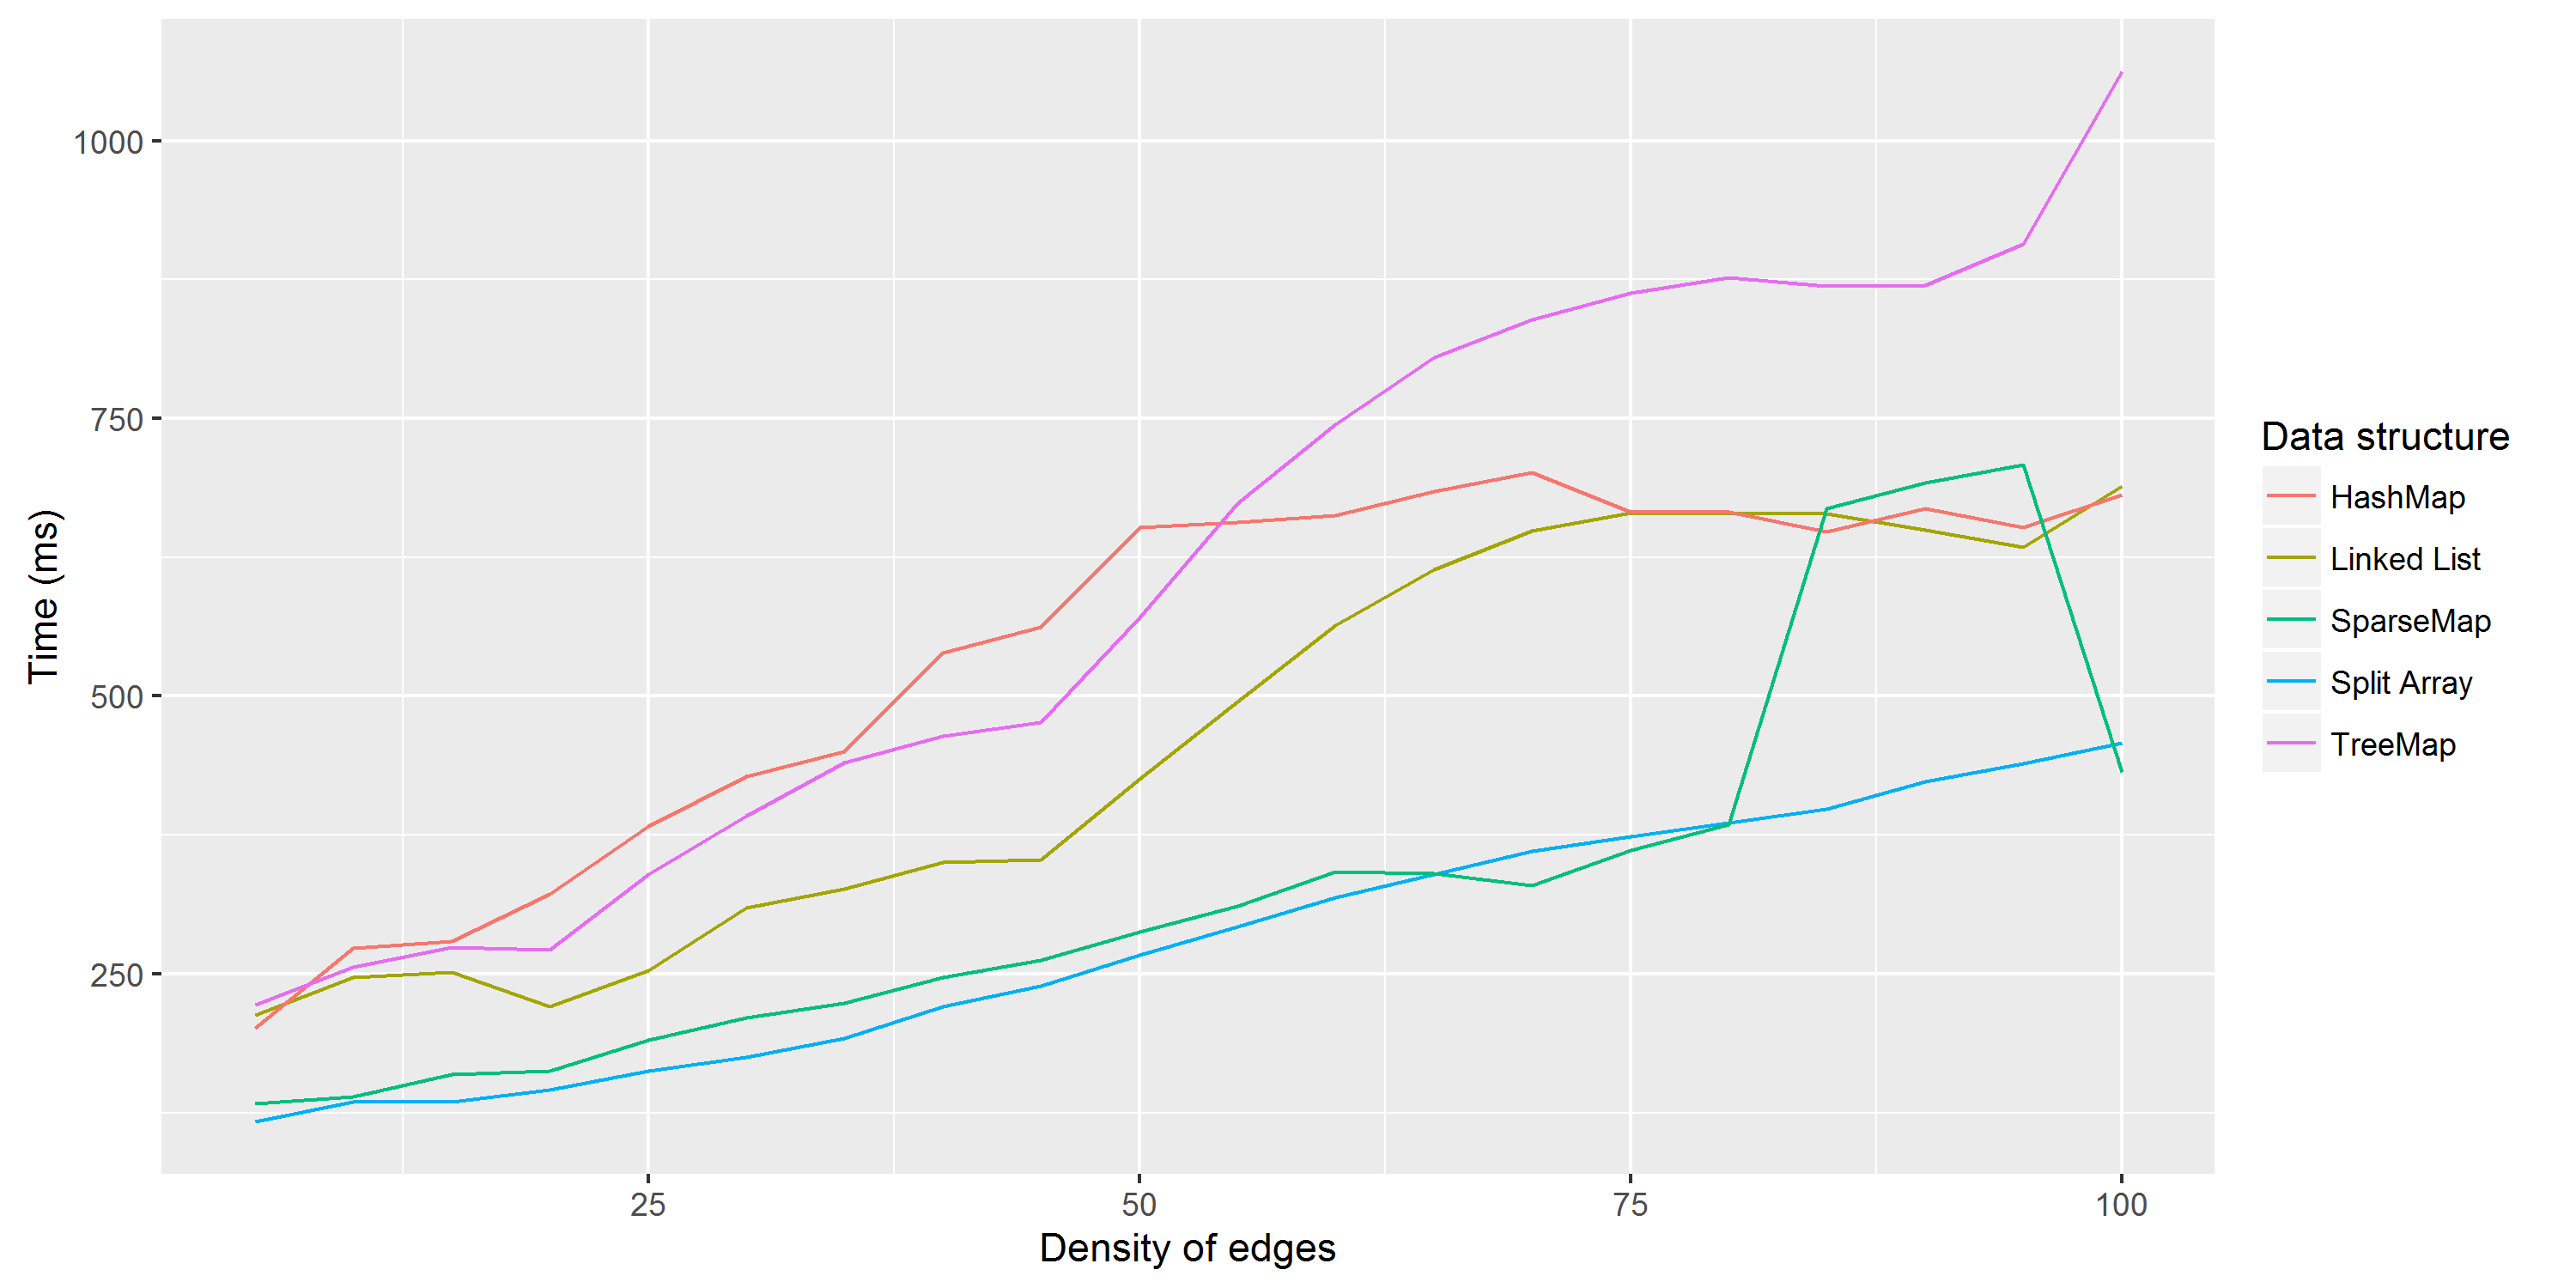 1000
750
500
250
Time (ms)
25 50 75 100
Density of edges
Data structure
HashMap
Linked List
SparseMap
Split Array
TreeMap